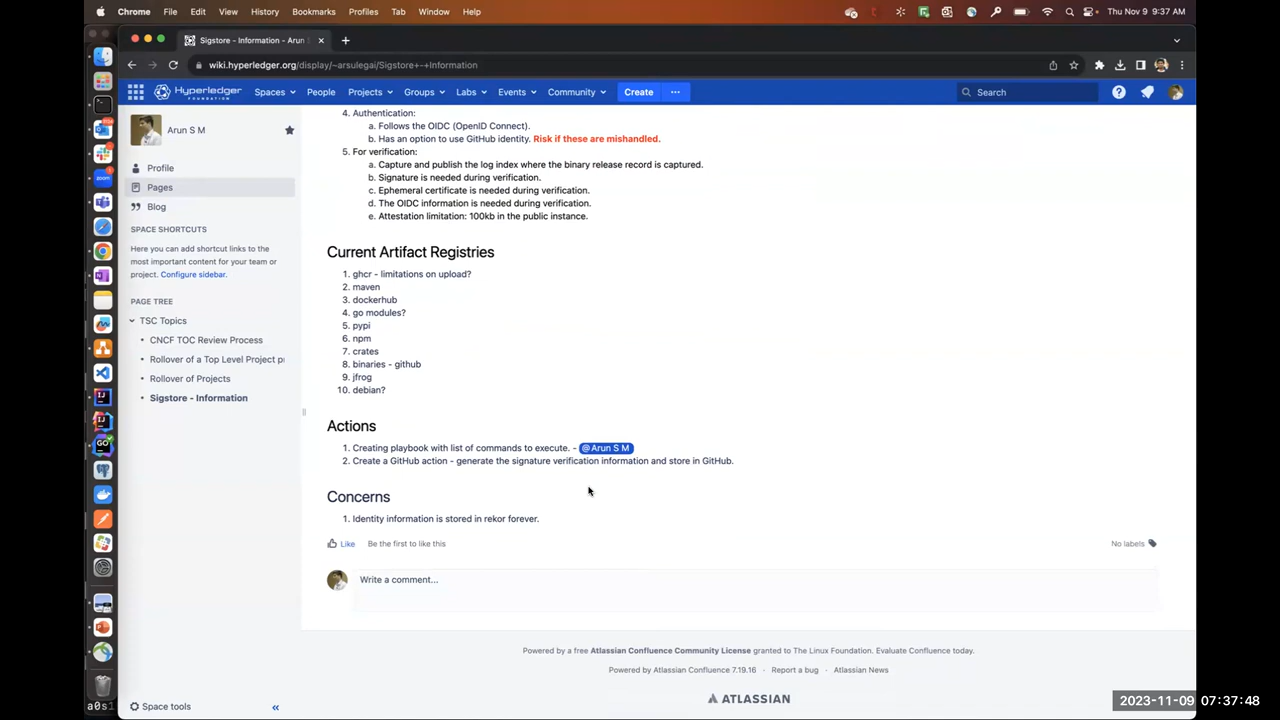 Chrome File Edit View History Bookmarks Profiles Tab Window Help Thu Nov 9 9:37 AM
Sigstore - Information - Arun
wiki.hyperledger.org/display/~arsulegai/Sigstore+-+Information
HYPERLEDGER FOUNDATION Spaces People Projects Groups Labs Events Community Create ... Search
Arun S M
Profile
Pages
Blog
SPACE SHORTCUTS
Here you can add shortcut links to the
most important content for your team or
project. Configure sidebar.
PAGE TREE
TSC Topics
• CNCF TOC Review Process
• Rollover of a Top Level Project
• Rollover of Projects
• Sigstore - Information
Space tools «
4. Authentication:
a. Follows the OIDC (OpenID Connect).
b. Has an option to use GitHub identity. Risk if these are mishandled.
5. For verification:
a. Capture and publish the log index where the binary release record is captured.
b. Signature is needed during verification.
c. Ephemeral certificate is needed during verification.
d. The OIDC information is needed during verification.
e. Attestation limitation: 100kb in the public instance.
Current Artifact Registries
1. ghcr - limitations on upload?
2. maven
3. dockerhub
4. go modules?
5. pypi
6. npm
7. crates
8. binaries - github
9. jfrog
10. debian?
Actions
1. Creating playbook with list of commands to execute. - @Arun S M
2. Create a GitHub action - generate the signature verification information and store in GitHub.
Concerns
1. Identity information is stored in rekor forever.
Like Be the first to like this No labels
Write a comment...
Powered by a free Atlassian Confluence Community License granted to The Linux Foundation. Evaluate Confluence today.
Powered by Atlassian Confluence 7.19.16 · Report a bug · Atlassian News
ATLASSIAN
2023-11-09 07:37:48